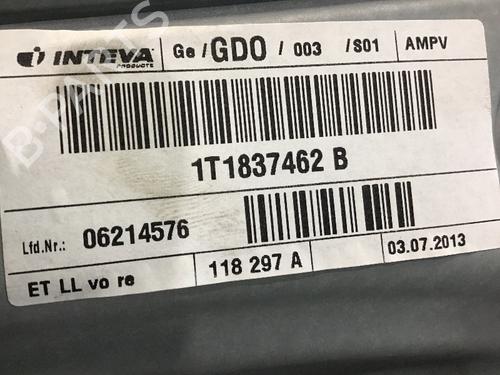 INTEVA PRODUCTS Ge / GDO / 003 / S01 AMPV
1T1837462 B
Lfd.Nr.: 06214576
03.07.2013
ET LL vo re 118 297 A
B-PARTS